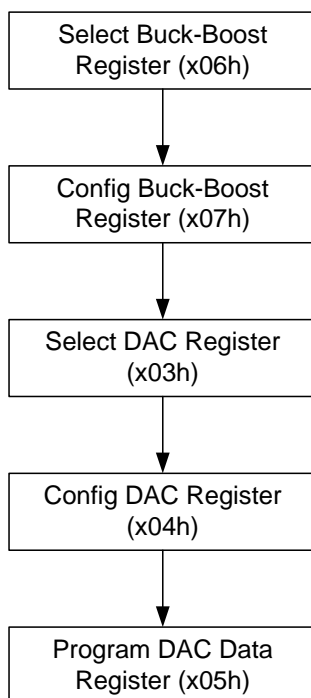 Select Buck-Boost
Register (x06h)
Config Buck-Boost
Register (x07h)
Select DAC Register
(x03h)
Config DAC Register
(x04h)
Program DAC Data
Register (x05h)